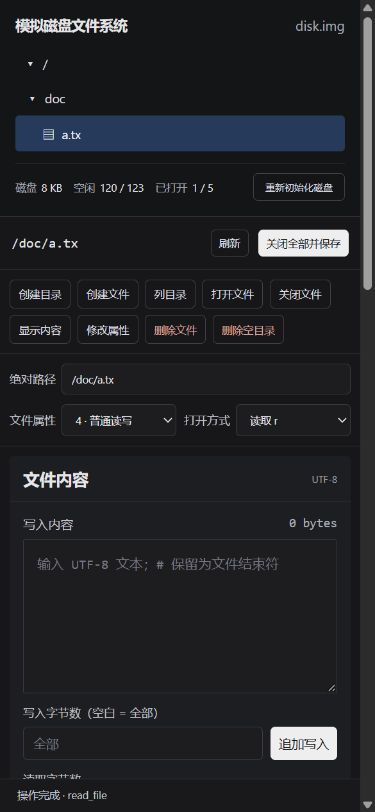 模拟磁盘文件系统 disk.img
/
doc
a.tx
磁盘 8 KB 空闲 120 / 123 已打开 1 / 5 重新初始化磁盘
/doc/a.tx 刷新 关闭全部并保存
创建目录 创建文件 列目录 打开文件 关闭文件
显示内容 修改属性 删除文件 删除空目录
绝对路径 /doc/a.tx
文件属性 4 · 普通读写 打开方式 读取 r
文件内容 UTF-8
写入内容 0 bytes
输入 UTF-8 文本；# 保留为文件结束符
写入字节数（空白 = 全部）
全部 追加写入
读取字节数
操作完成 · read_file